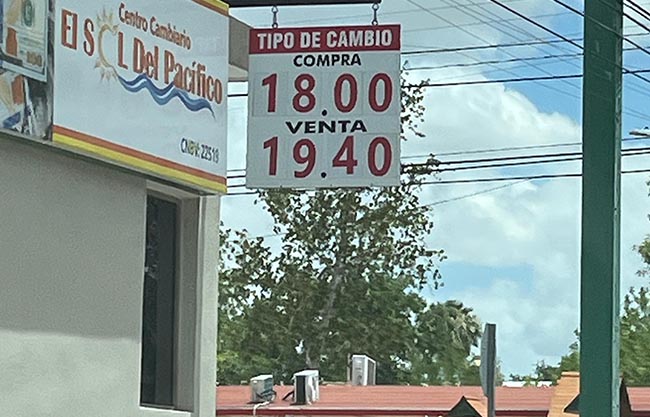 Centro Cambiario
El SOL Del Pacífico
CNBV: 22519
TIPO DE CAMBIO
COMPRA
18.00
VENTA
19.40